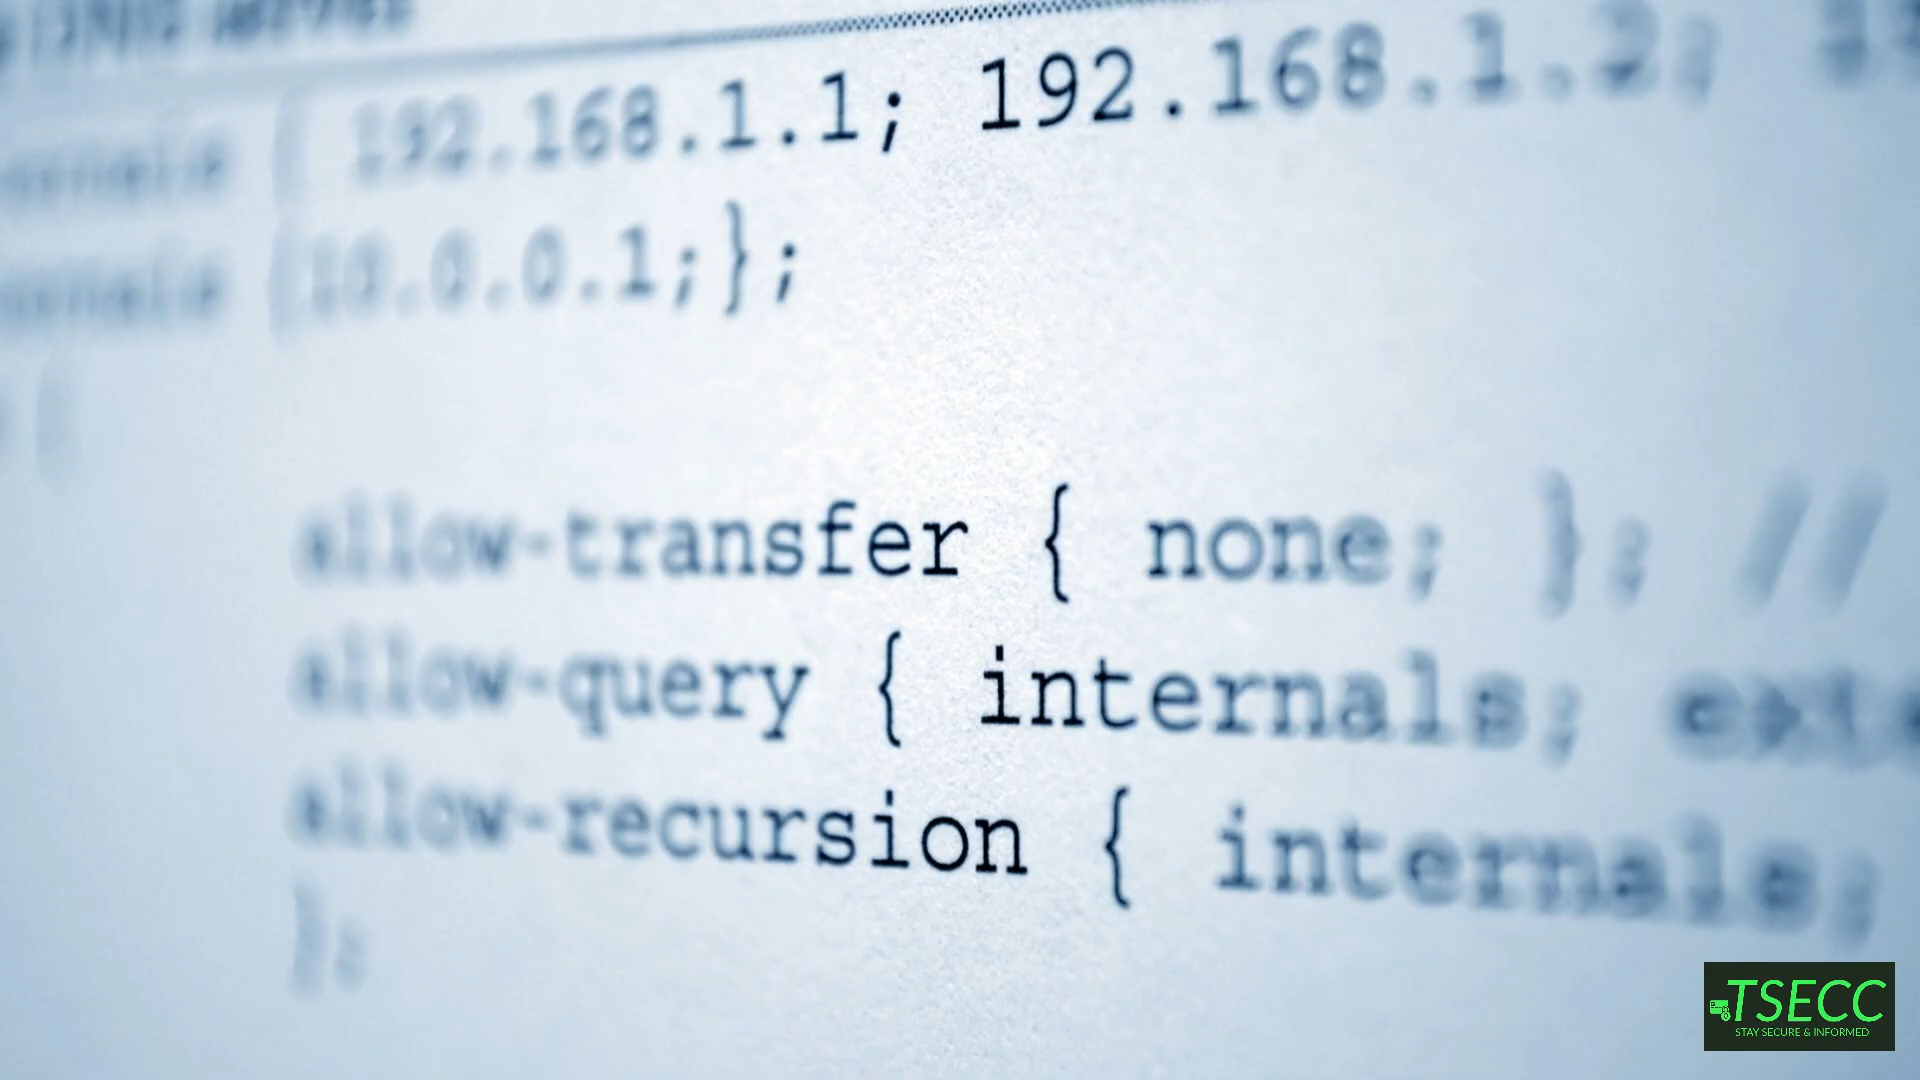 { 192.168.1.1; 192.168.1.2;
{10.0.0.1;};
{
allow-transfer { none; }; //
allow-query { internals;
allow-recursion { internals;
};
TSECC
STAY SECURE & INFORMED